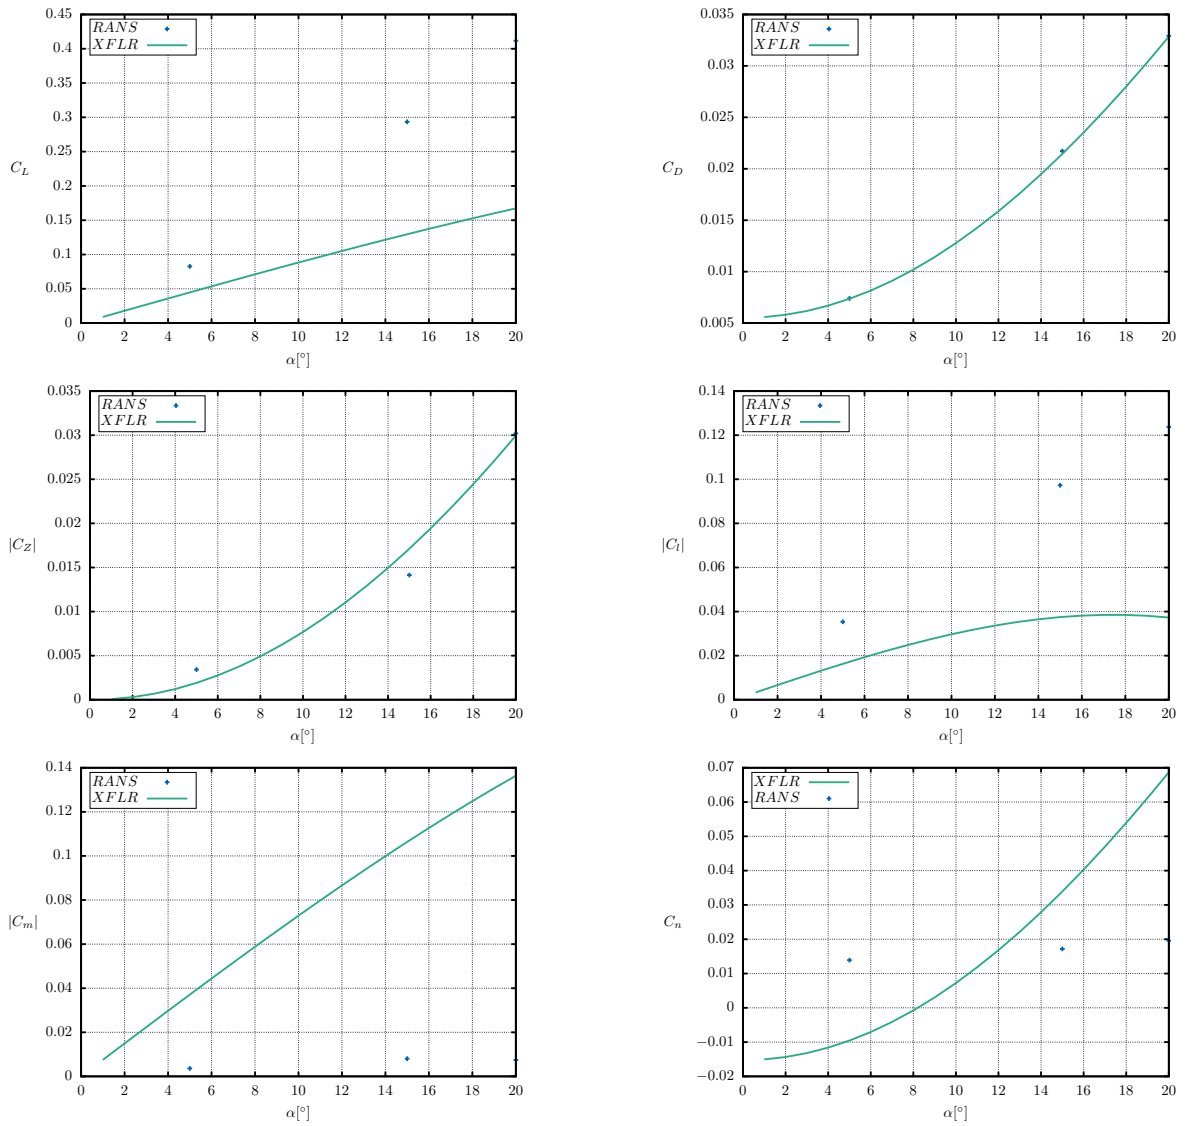 0.45
0.4
0.35
0.3
0.25
0.2
0.15
0.1
0.05
0
C_L
RANS
XFLR
0 2 4 6 8 10 12 14 16 18 20
α[°]
0.035
0.03
0.025
0.02
0.015
0.01
0.005
C_D
RANS
XFLR
0 2 4 6 8 10 12 14 16 18 20
α[°]
0.035
0.03
0.025
0.02
0.015
0.01
0.005
0
|C_Z|
RANS
XFLR
0 2 4 6 8 10 12 14 16 18 20
α[°]
0.14
0.12
0.1
0.08
0.06
0.04
0.02
0
|C_l|
RANS
XFLR
0 2 4 6 8 10 12 14 16 18 20
α[°]
0.14
0.12
0.1
0.08
0.06
0.04
0.02
0
|C_m|
RANS
XFLR
0 2 4 6 8 10 12 14 16 18 20
α[°]
0.07
0.06
0.05
0.04
0.03
0.02
0.01
0
−0.01
−0.02
C_n
XFLR
RANS
0 2 4 6 8 10 12 14 16 18 20
α[°]